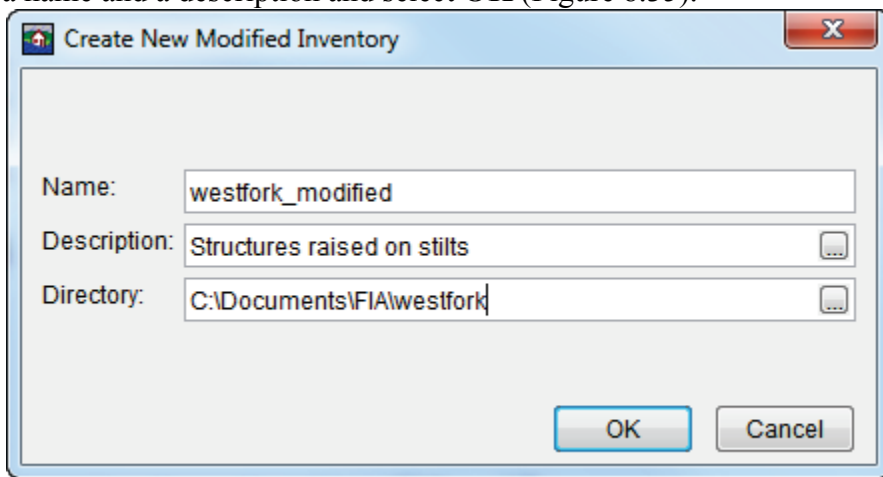 a name and a description and select OK (Figure 6.35).
Create New Modified Inventory
Name: westfork_modified
Description: Structures raised on stilts ...
Directory: C:\Documents\FIA\westfork ...
OK Cancel